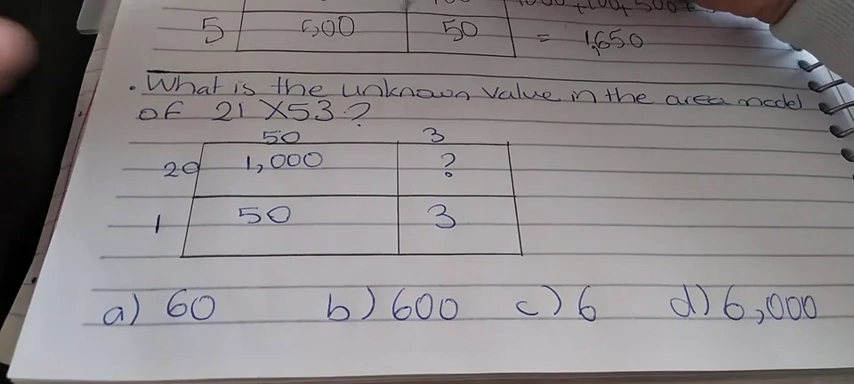 5 500 50 = 1,650
. What is the unknown value in the area model
of 21 X53?
50 3
20 1,000 ?
1 50 3
a) 60 b) 600 c) 6 d) 6,000